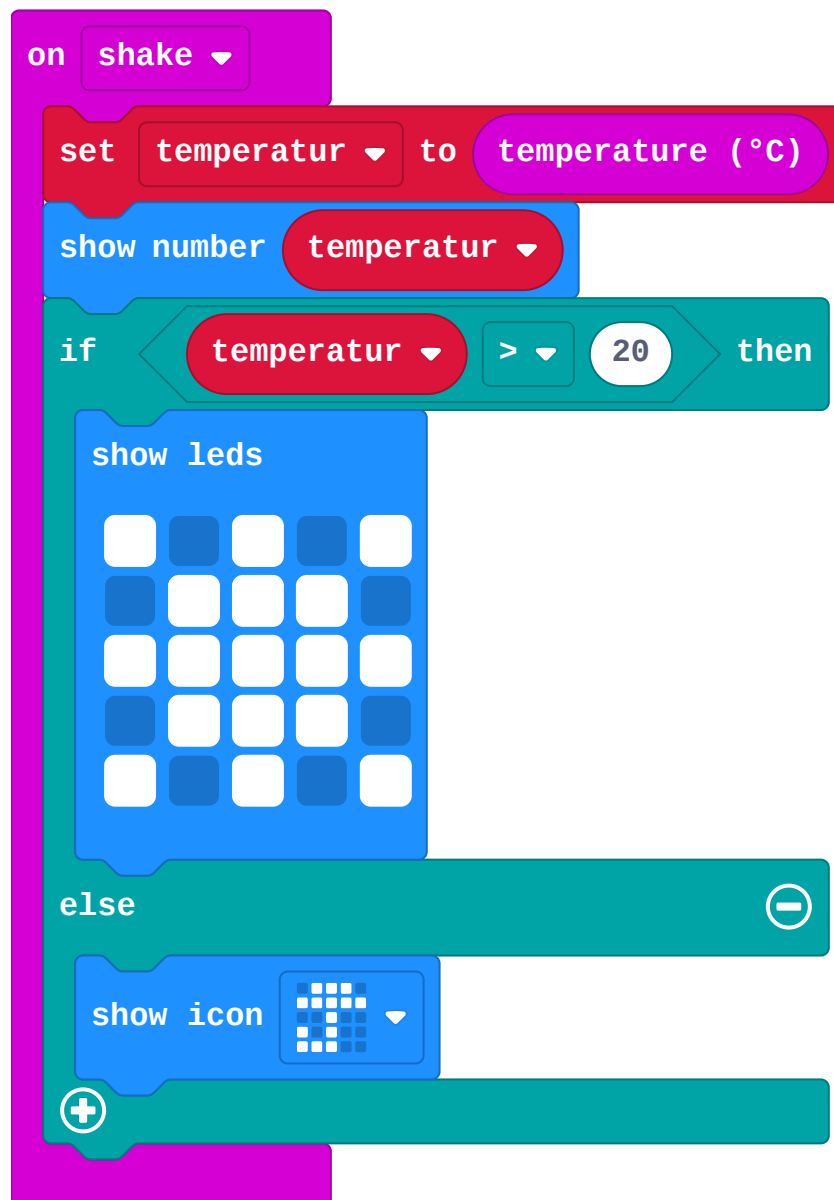 on shake
set temperatur to temperature (°C)
show number temperatur
if temperatur > 20 then
show leds
else
show icon